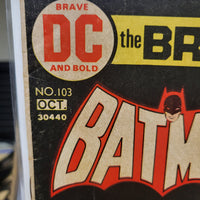 BRAVE
DC
AND BOLD
the BR
NO.103
OCT.
30440
BATM